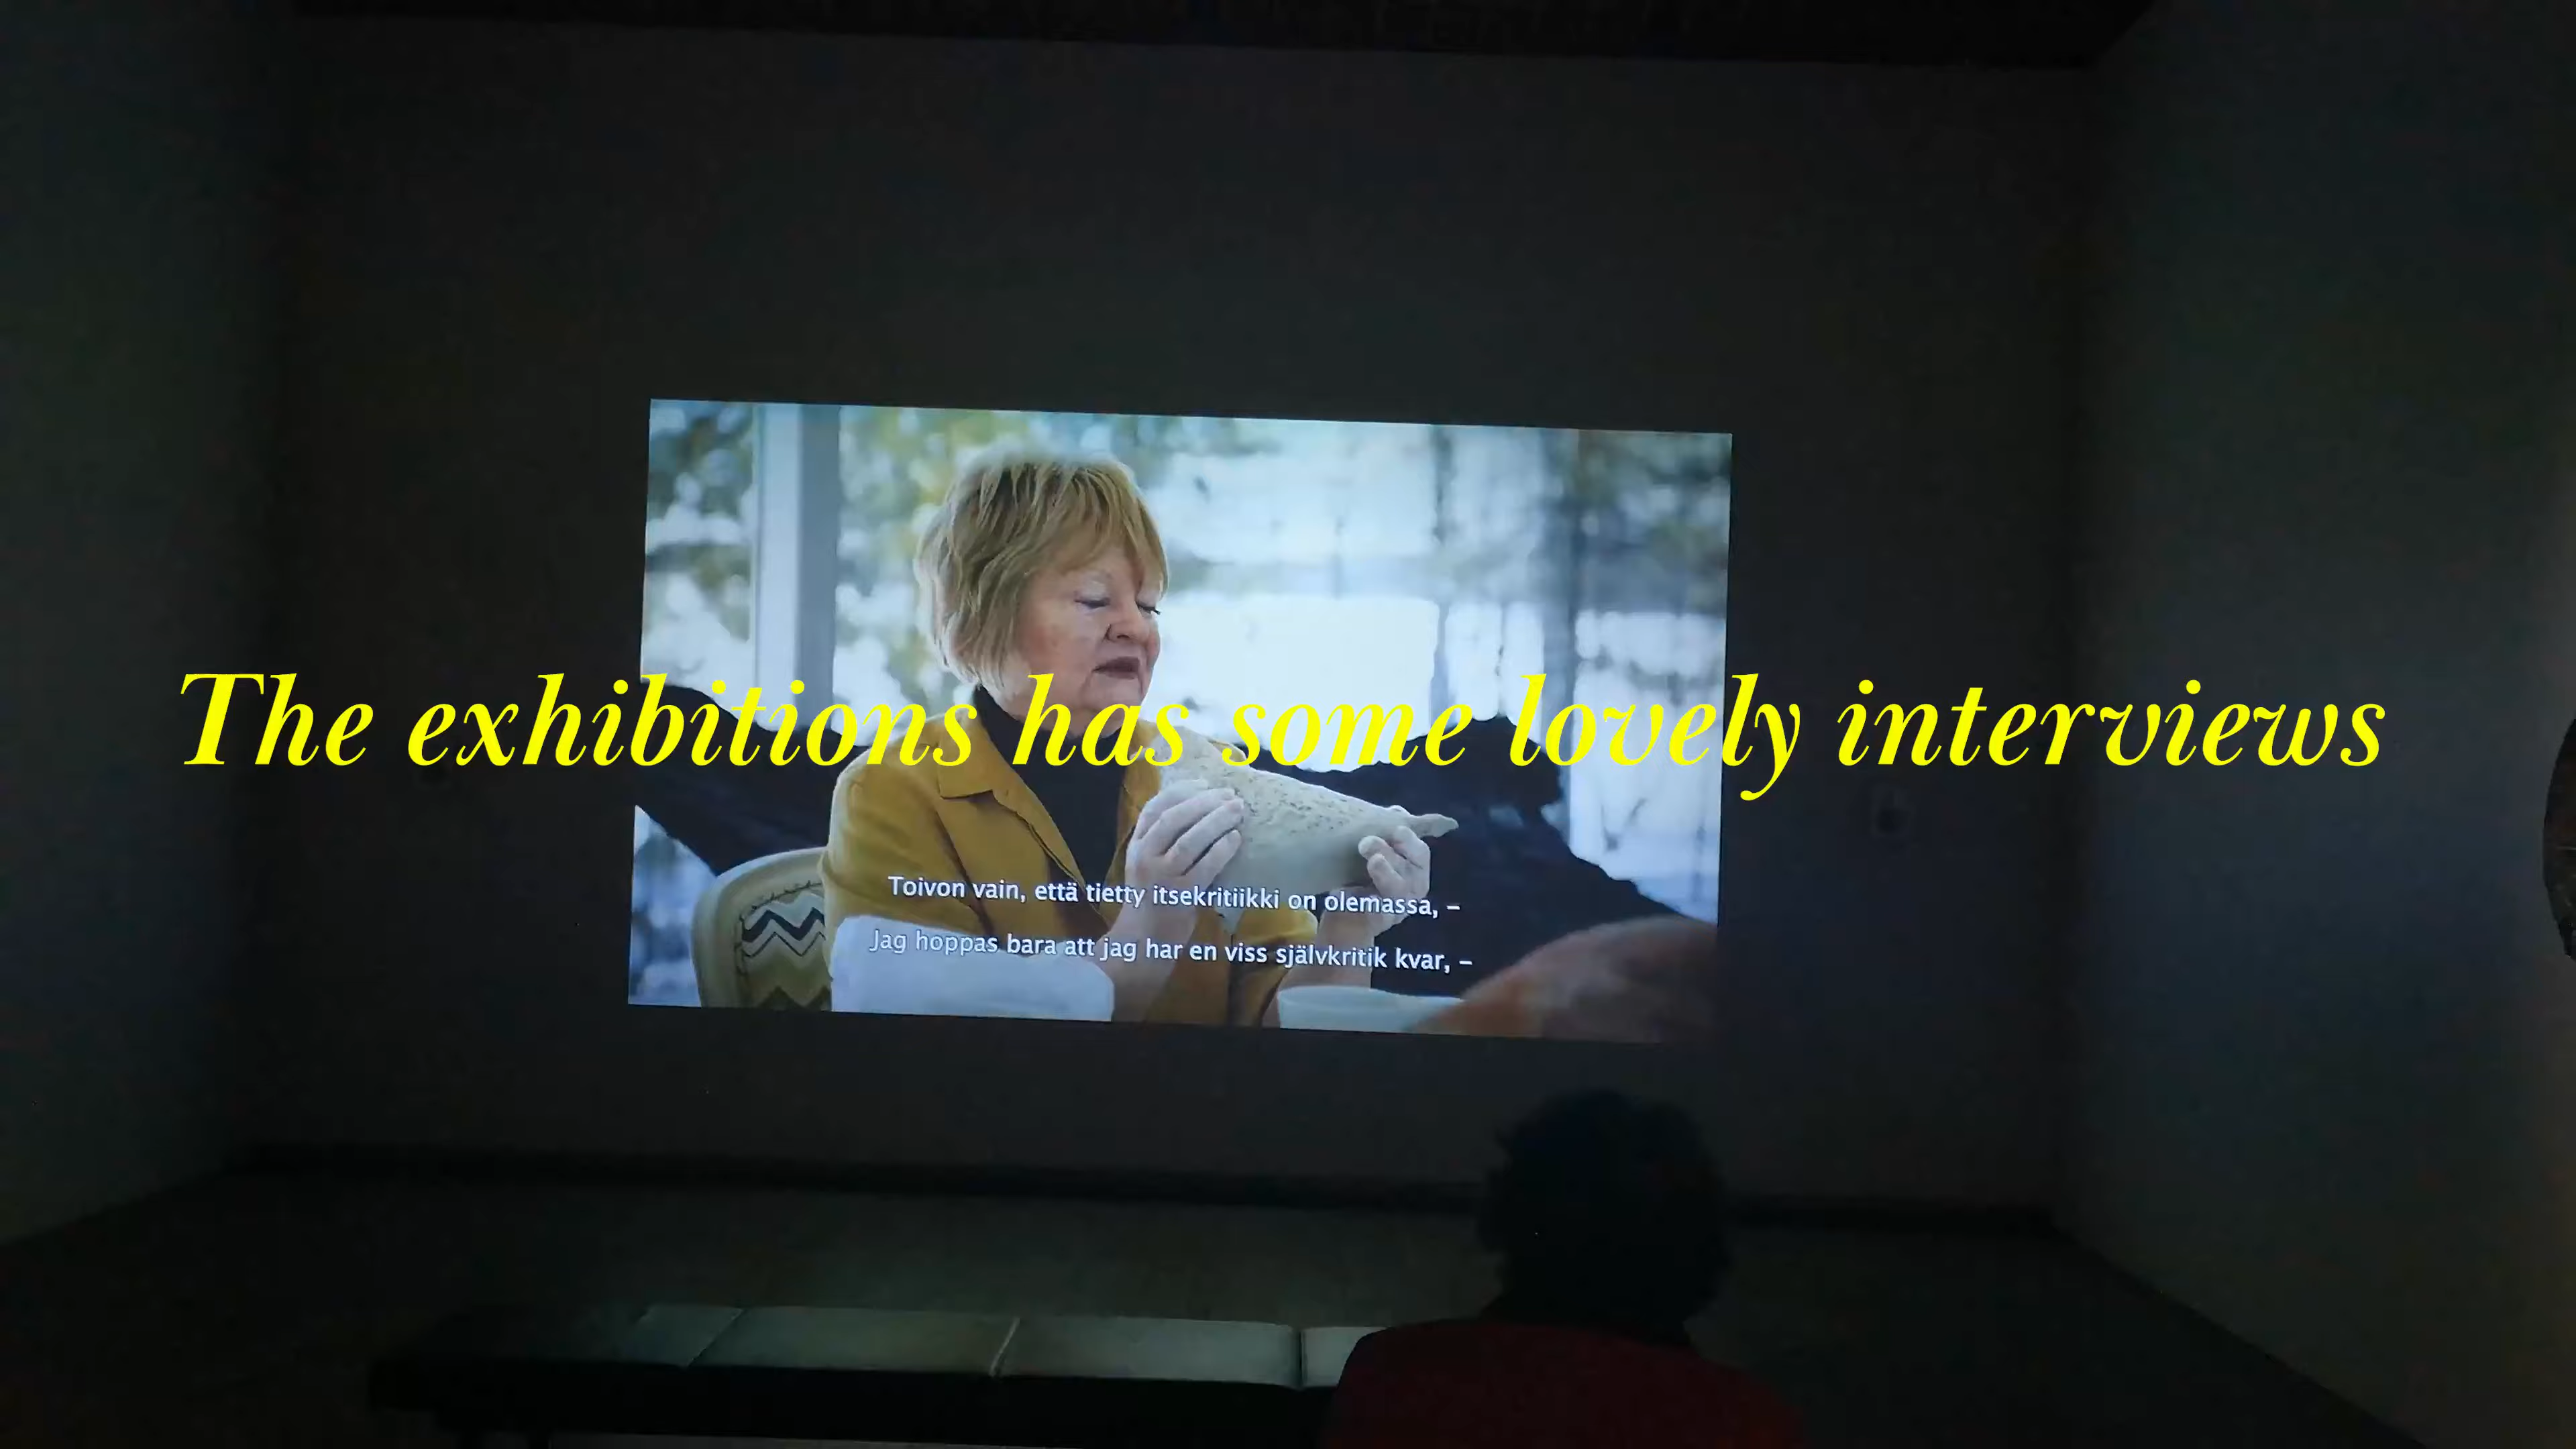 The exhibitions has some lovely interviews
Toivon vain, että tietty itsekritiikki on olemassa, –
Jag hoppas bara att jag har en viss självkritik kvar, –